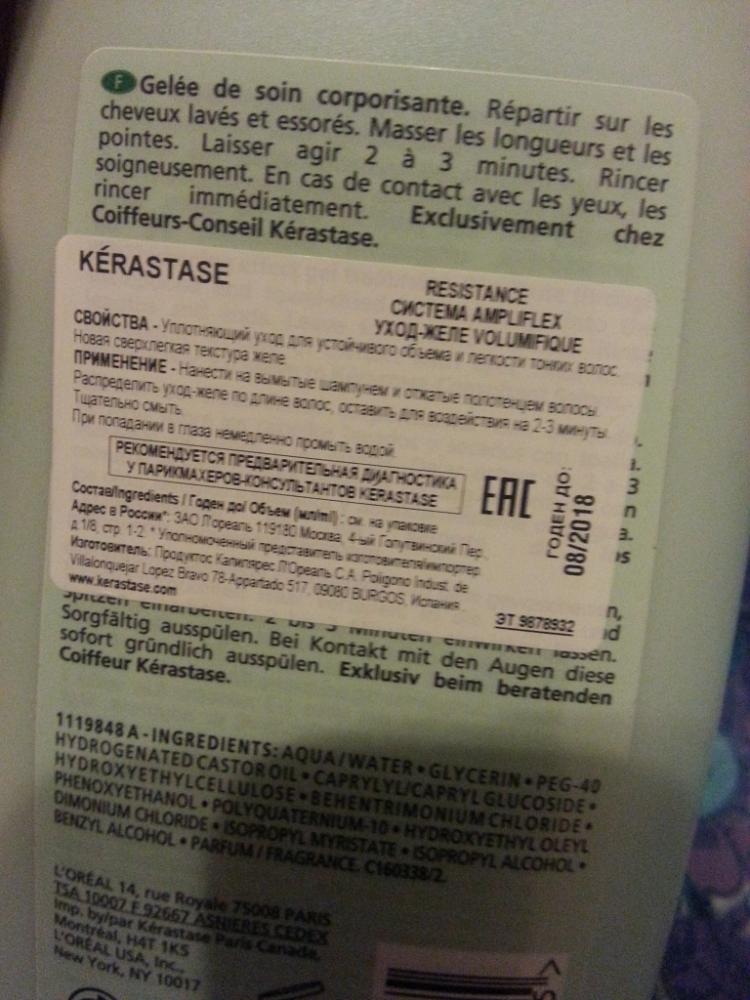 F Gelée de soin corporisante. Répartir sur les
cheveux lavés et essorés. Masser les longueurs et les
pointes. Laisser agir 2 à 3 minutes. Rincer
soigneusement. En cas de contact avec les yeux, les
rincer immédiatement. Exclusivement chez
Coiffeurs-Conseil Kérastase.
KÉRASTASE
RESISTANCE
СИСТЕМА AMPLIFLEX
УХОД-ЖЕЛЕ VOLUMIFIQUE
СВОЙСТВА - Уплотняющий уход для устойчивого объема и легкости тонких волос.
Новая сверхлегкая текстура желе.
ПРИМЕНЕНИЕ - Нанести на вымытые шампунем и отжатые полотенцем волосы.
Распределить уход-желе по длине волос, оставить для воздействия на 2-3 минуты.
Тщательно смыть.
При попадании в глаза немедленно промыть водой.
РЕКОМЕНДУЕТСЯ ПРЕДВАРИТЕЛЬНАЯ ДИАГНОСТИКА
У ПАРИКМАХЕРОВ-КОНСУЛЬТАНТОВ KERASTASE
EAC
ГОДЕН ДО:
08/2018
Состав/Ingredients / Годен до/ Объем (мл/ml) : см. на упаковке
Адрес в России*: ЗАО Л'Ореаль 119180 Москва, 4-ый Голутвинский Пер.,
д.1/8, стр. 1-2. * Уполномоченный представитель изготовителя/импортер
Изготовитель: Продуктос Капилярес Л'Ореаль С.А. Poligono Indust. de
Villalonquejar Lopez Bravo 78-Appartado 517, 09080 BURGOS, Испания.
www.kerastase.com
ЭТ 9878932
Spitzen einarbeiten. 2 bis 3 Minuten einwirken lassen.
Sorgfältig ausspülen. Bei Kontakt mit den Augen diese
sofort gründlich ausspülen. Exklusiv beim beratenden
Coiffeur Kérastase.
1119848 A - INGREDIENTS: AQUA / WATER • GLYCERIN • PEG-40
HYDROGENATED CASTOR OIL • CAPRYLYL/CAPRYL GLUCOSIDE •
HYDROXYETHYLCELLULOSE • BEHENTRIMONIUM CHLORIDE •
PHENOXYETHANOL • POLYQUATERNIUM-10 • HYDROXYETHYL OLEYL
DIMONIUM CHLORIDE • ISOPROPYL MYRISTATE • ISOPROPYL ALCOHOL •
BENZYL ALCOHOL • PARFUM / FRAGRANCE. C160338/2.
L'ORÉAL 14, rue Royale 75008 PARIS
TSA 10007 F 92667 ASNIERES CEDEX
Imp. by/par Kérastase Paris Canada,
Montréal, H4T 1K5
L'ORÉAL USA, Inc.,
New York, NY 10017